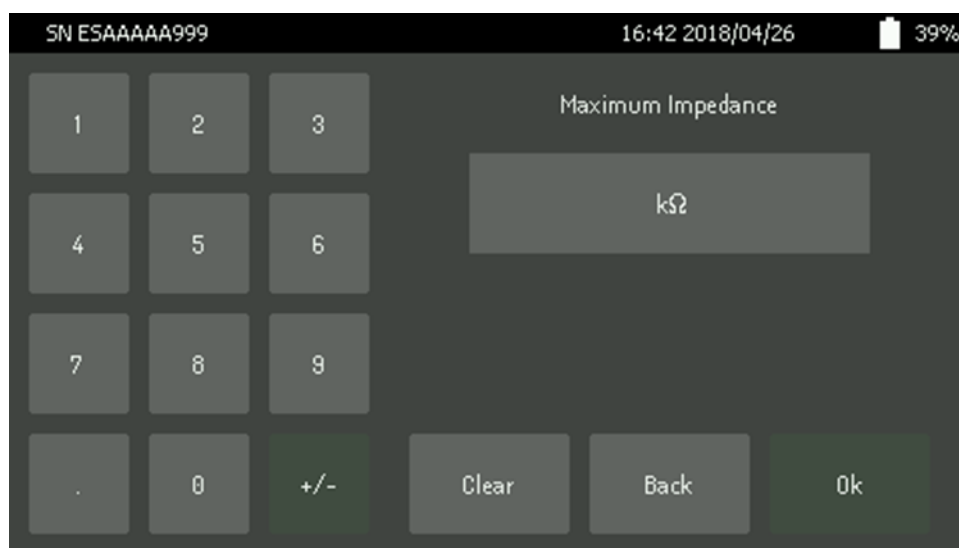 SN ESAAAAA999 16:42 2018/04/26 39%
Maximum Impedance
kΩ
1 2 3
4 5 6
7 8 9
. 0 +/- Clear Back Ok